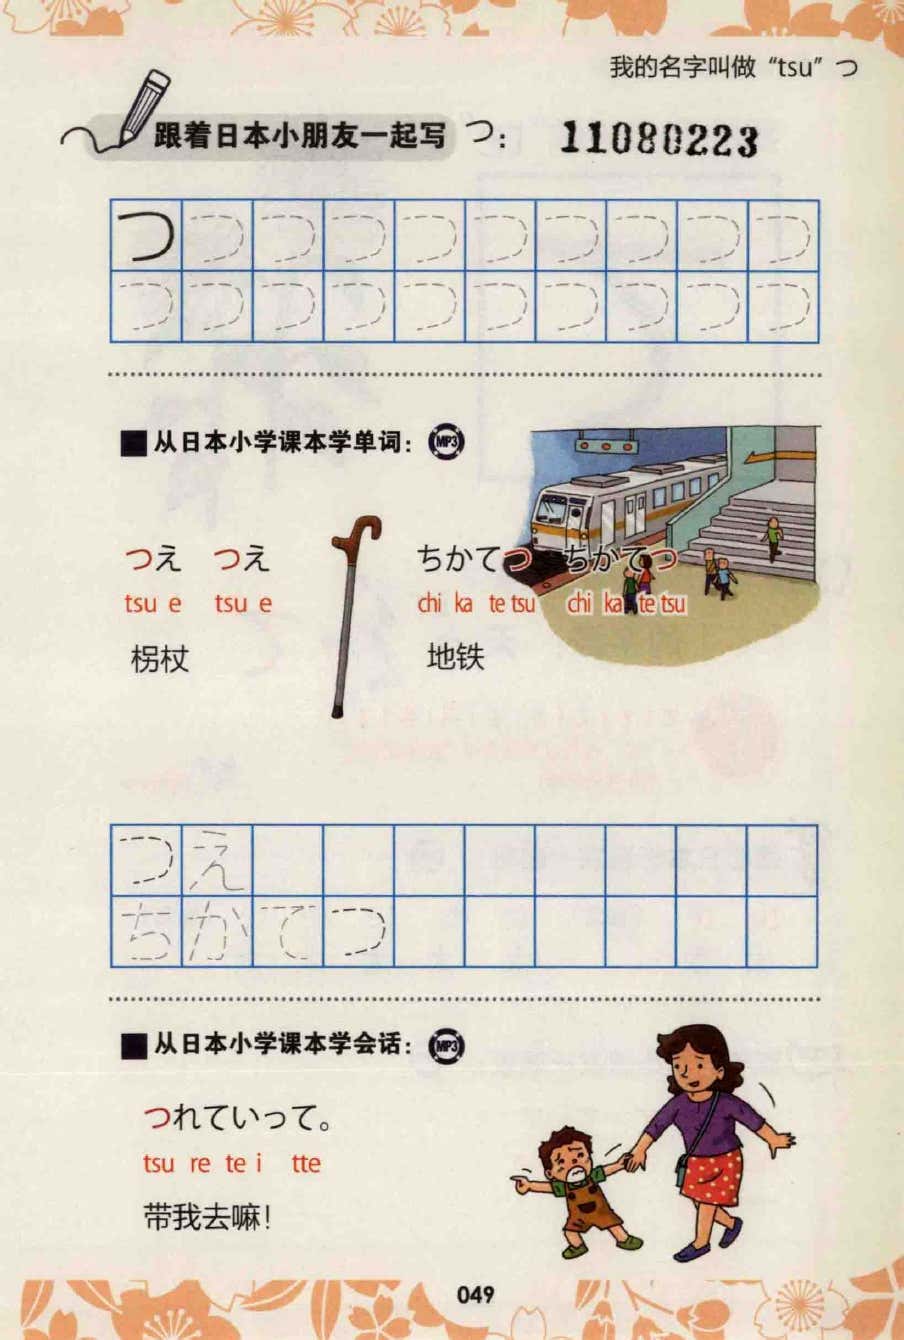 我的名字叫做“tsu”つ
跟着日本小朋友一起写 つ：
11080223
つ つ つ つ つ つ つ つ つ つ
つ つ つ つ つ つ つ つ つ つ
■从日本小学课本学单词： MP3
つえ つえ
tsu e tsu e
拐杖
ちかてつ ちかてつ
chi ka te tsu chi ka te tsu
地铁
つ え
ち か て つ
■从日本小学课本学会话： MP3
つれていって。
tsu re te i tte
带我去嘛！
049